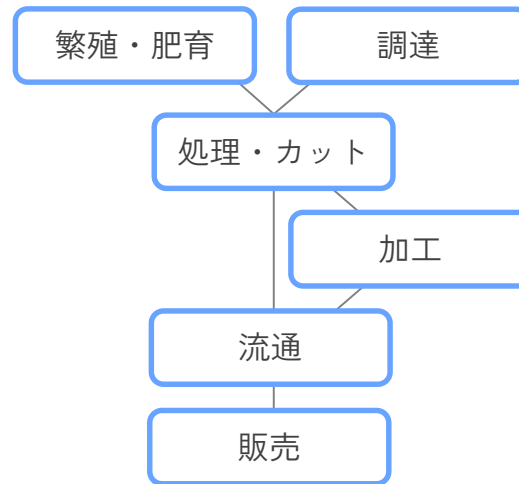 繁殖・肥育
調達
処理・カット
加工
流通
販売